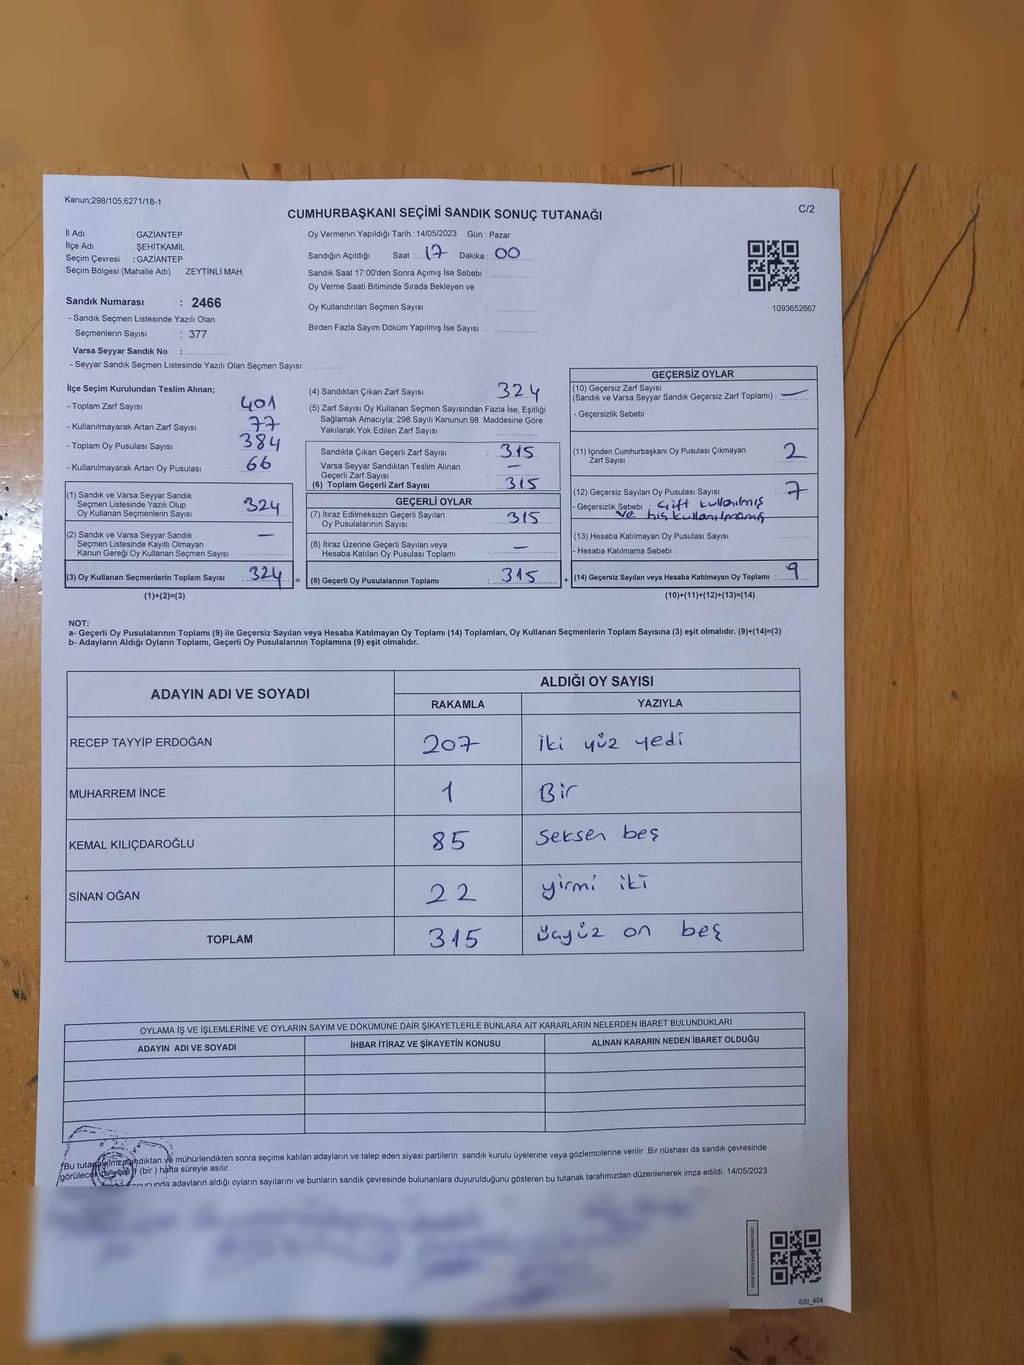 Kanun;298/105;6271/18-1
C/2
CUMHURBAŞKANI SEÇİMİ SANDIK SONUÇ TUTANAĞI
İl Adı : GAZİANTEP
İlçe Adı : ŞEHİTKAMİL
Seçim Çevresi : GAZİANTEP
Seçim Bölgesi (Mahalle Adı) : ZEYTİNLİ MAH.
Sandık Numarası : 2466
- Sandık Seçmen Listesinde Yazılı Olan
Seçmenlerin Sayısı : 377
Varsa Seyyar Sandık No :
- Seyyar Sandık Seçmen Listesinde Yazılı Olan Seçmen Sayısı:
Oy Vermenin Yapıldığı Tarih : 14/05/2023 Gün : Pazar
Sandığın Açıldığı Saat : 17 Dakika : 00
Sandık Saat 17:00'den Sonra Açımış İse Sebebi :
Oy Verme Saati Bitiminde Sırada Bekleyen ve
Oy Kullandırılan Seçmen Sayısı :
Birden Fazla Sayım Döküm Yapılmış İse Sayısı :
1093652667
İlçe Seçim Kurulundan Teslim Alınan;
- Toplam Zarf Sayısı : 401
- Kullanılmayarak Artan Zarf Sayısı : 77
- Toplam Oy Pusulası Sayısı : 384
- Kullanılmayarak Artan Oy Pusulası : 66
(1) Sandık ve Varsa Seyyar Sandık
Seçmen Listesinde Yazılı Olup
Oy Kullanan Seçmenlerin Sayısı : 324
(2) Sandık ve Varsa Seyyar Sandık
Seçmen Listesinde Kayıtlı Olmayan
Kanun Gereği Oy Kullanan Seçmen Sayısı : —
(3) Oy Kullanan Seçmenlerin Toplam Sayısı : 324 =
(1)+(2)=(3)
(4) Sandıktan Çıkan Zarf Sayısı : 324
(5) Zarf Sayısı Oy Kullanan Seçmen Sayısından Fazla İse, Eşitliği
Sağlamak Amacıyla; 298 Sayılı Kanunun 98. Maddesine Göre
Yakılarak Yok Edilen Zarf Sayısı :
Sandıkta Çıkan Geçerli Zarf Sayısı : 315
Varsa Seyyar Sandıktan Teslim Alınan
Geçerli Zarf Sayısı : —
(6) Toplam Geçerli Zarf Sayısı : 315
GEÇERLİ OYLAR
(7) İtiraz Edilmeksizin Geçerli Sayılan
Oy Pusulalarının Sayısı : 315
(8) İtiraz Üzerine Geçerli Sayılan veya
Hesaba Katılan Oy Pusulası Toplamı : —
(9) Geçerli Oy Pusulalarının Toplamı : 315 +
GEÇERSİZ OYLAR
(10) Geçersiz Zarf Sayısı
(Sandık ve Varsa Seyyar Sandık Geçersiz Zarf Toplamı) : —
- Geçersizlik Sebebi :
(11) İçinden Cumhurbaşkanı Oy Pusulası Çıkmayan
Zarf Sayısı : 2
(12) Geçersiz Sayılan Oy Pusulası Sayısı : 7
- Geçersizlik Sebebi : çift kullanılmış
ve hiç kullanılmamış
(13) Hesaba Katılmayan Oy Pusulası Sayısı :
- Hesaba Katılmama Sebebi :
(14) Geçersiz Sayılan veya Hesaba Katılmayan Oy Toplamı : 9
(10)+(11)+(12)+(13)=(14)
NOT:
a- Geçerli Oy Pusulalarının Toplamı (9) ile Geçersiz Sayılan veya Hesaba Katılmayan Oy Toplamı (14) Toplamları, Oy Kullanan Seçmenlerin Toplam Sayısına (3) eşit olmalıdır. (9)+(14)=(3)
b- Adayların Aldığı Oyların Toplamı, Geçerli Oy Pusulalarının Toplamına (9) eşit olmalıdır.
ADAYIN ADI VE SOYADI
ALDIĞI OY SAYISI
RAKAMLA YAZIYLA
RECEP TAYYİP ERDOĞAN 207 iki yüz yedi
MUHARREM İNCE 1 Bir
KEMAL KILIÇDAROĞLU 85 seksen beş
SİNAN OĞAN 22 yirmi iki
TOPLAM 315 üçyüz on beş
OYLAMA İŞ VE İŞLEMLERİNE VE OYLARIN SAYIM VE DÖKÜMÜNE DAİR ŞİKAYETLERLE BUNLARA AİT KARARLARIN NELERDEN İBARET BULUNDUKLARI
ADAYIN ADI VE SOYADI İHBAR İTİRAZ VE ŞİKAYETİN KONUSU ALINAN KARARIN NEDEN İBARET OLDUĞU
Bu tutanak imzalandıktan ve mühürlendikten sonra seçime katılan adayların ve talep eden siyasi partilerin sandık kurulu üyelerine veya gözlemcilerine verilir .Bir nüshası da sandık çevresinde
(bir ) hafta süreyle asılır.
adayların aldığı oyların sayılarını ve bunların sandık çevresinde bulunanlara duyurulduğunu gösteren bu tutanak tarafımızdan düzenlenerek imza edildi. 14/05/2023
SSI_404